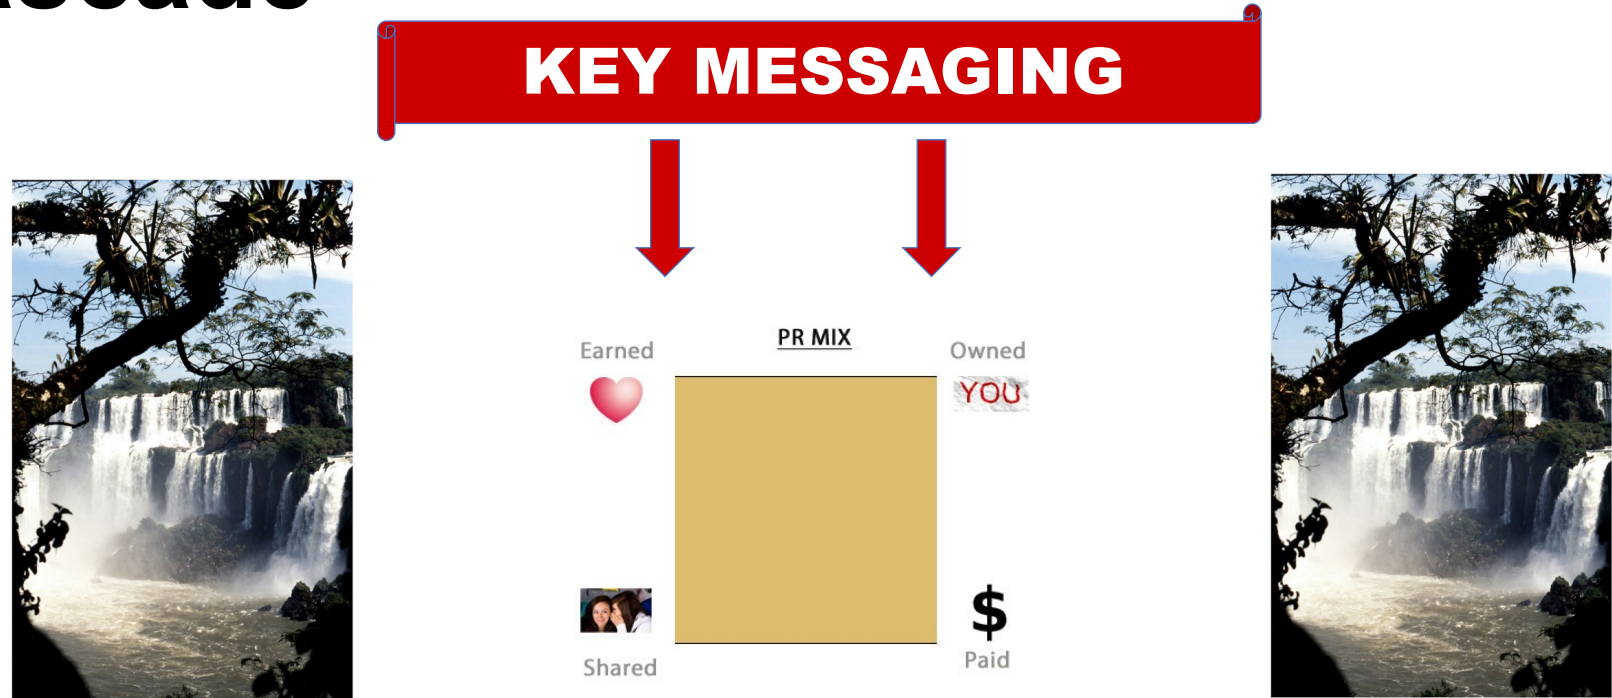 KEY MESSAGING
PR MIX
Earned
Owned
YOU
$
Shared
Paid